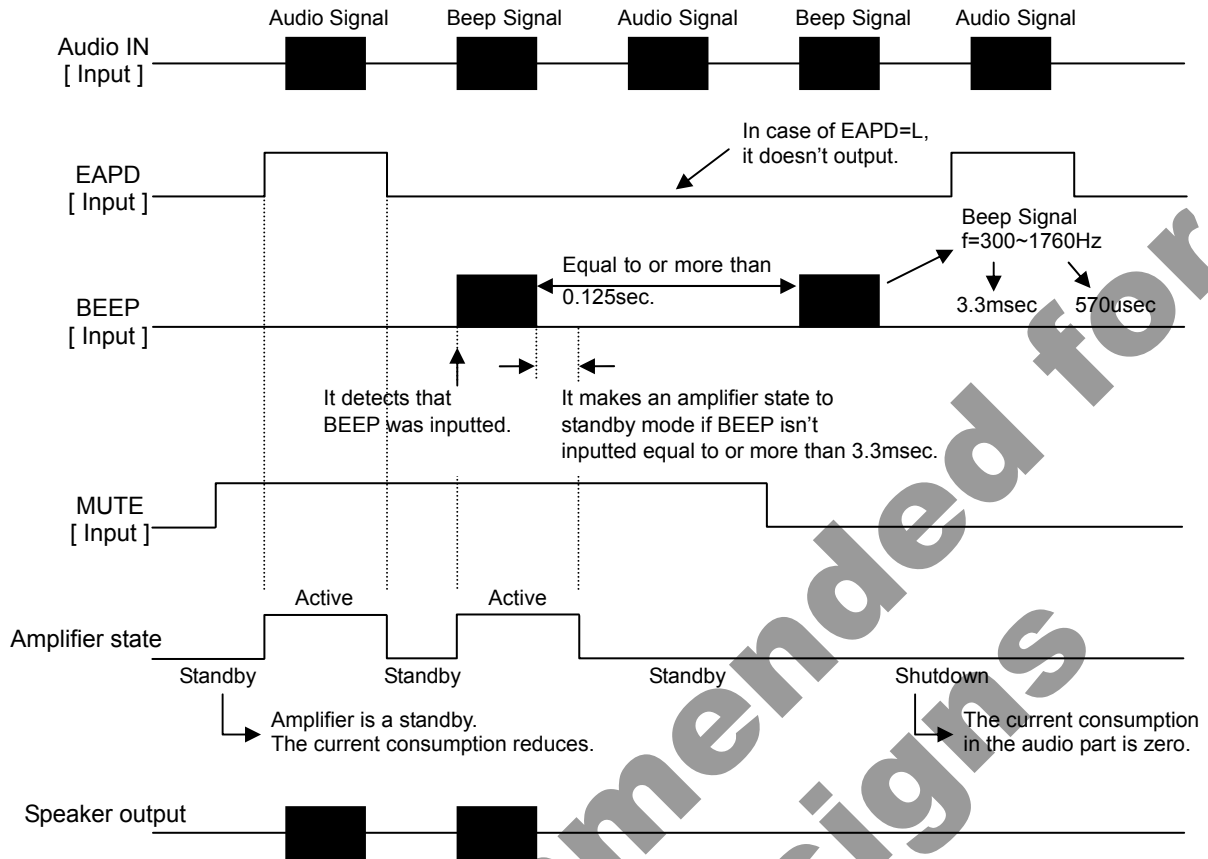 Audio Signal Beep Signal Audio Signal Beep Signal Audio Signal
Audio IN
[ Input ]
In case of EAPD=L,
it doesn't output.
EAPD
[ Input ]
Beep Signal
f=300~1760Hz
3.3msec 570usec
Equal to or more than
0.125sec.
BEEP
[ Input ]
It detects that
BEEP was inputted.
It makes an amplifier state to
standby mode if BEEP isn't
inputted equal to or more than 3.3msec.
MUTE
[ Input ]
Active Active
Amplifier state
Standby Standby Standby Shutdown
Amplifier is a standby.
The current consumption reduces.
The current consumption
in the audio part is zero.
Speaker output
mmended for
signs